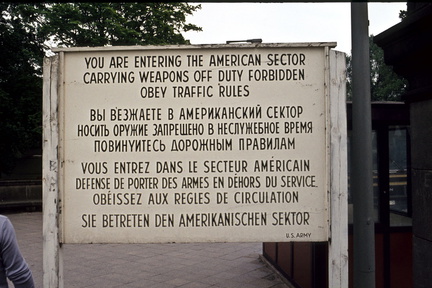 YOU ARE ENTERING THE AMERICAN SECTOR
CARRYING WEAPONS OFF DUTY FORBIDDEN
OBEY TRAFFIC RULES
ВЫ ВЪЕЗЖАЕТЕ В АМЕРИКАНСКИЙ СЕКТОР
НОСИТЬ ОРУЖИЕ ЗАПРЕЩЕНО В НЕСЛУЖЕБНОЕ ВРЕМЯ
ПОВИНУЙТЕСЬ ДОРОЖНЫМ ПРАВИЛАМ
VOUS ENTREZ DANS LE SECTEUR AMÉRICAIN
DÉFENSE DE PORTER DES ARMES EN DEHORS DU SERVICE.
OBÉISSEZ AUX RÈGLES DE CIRCULATION
SIE BETRETEN DEN AMERIKANISCHEN SEKTOR
U.S. ARMY